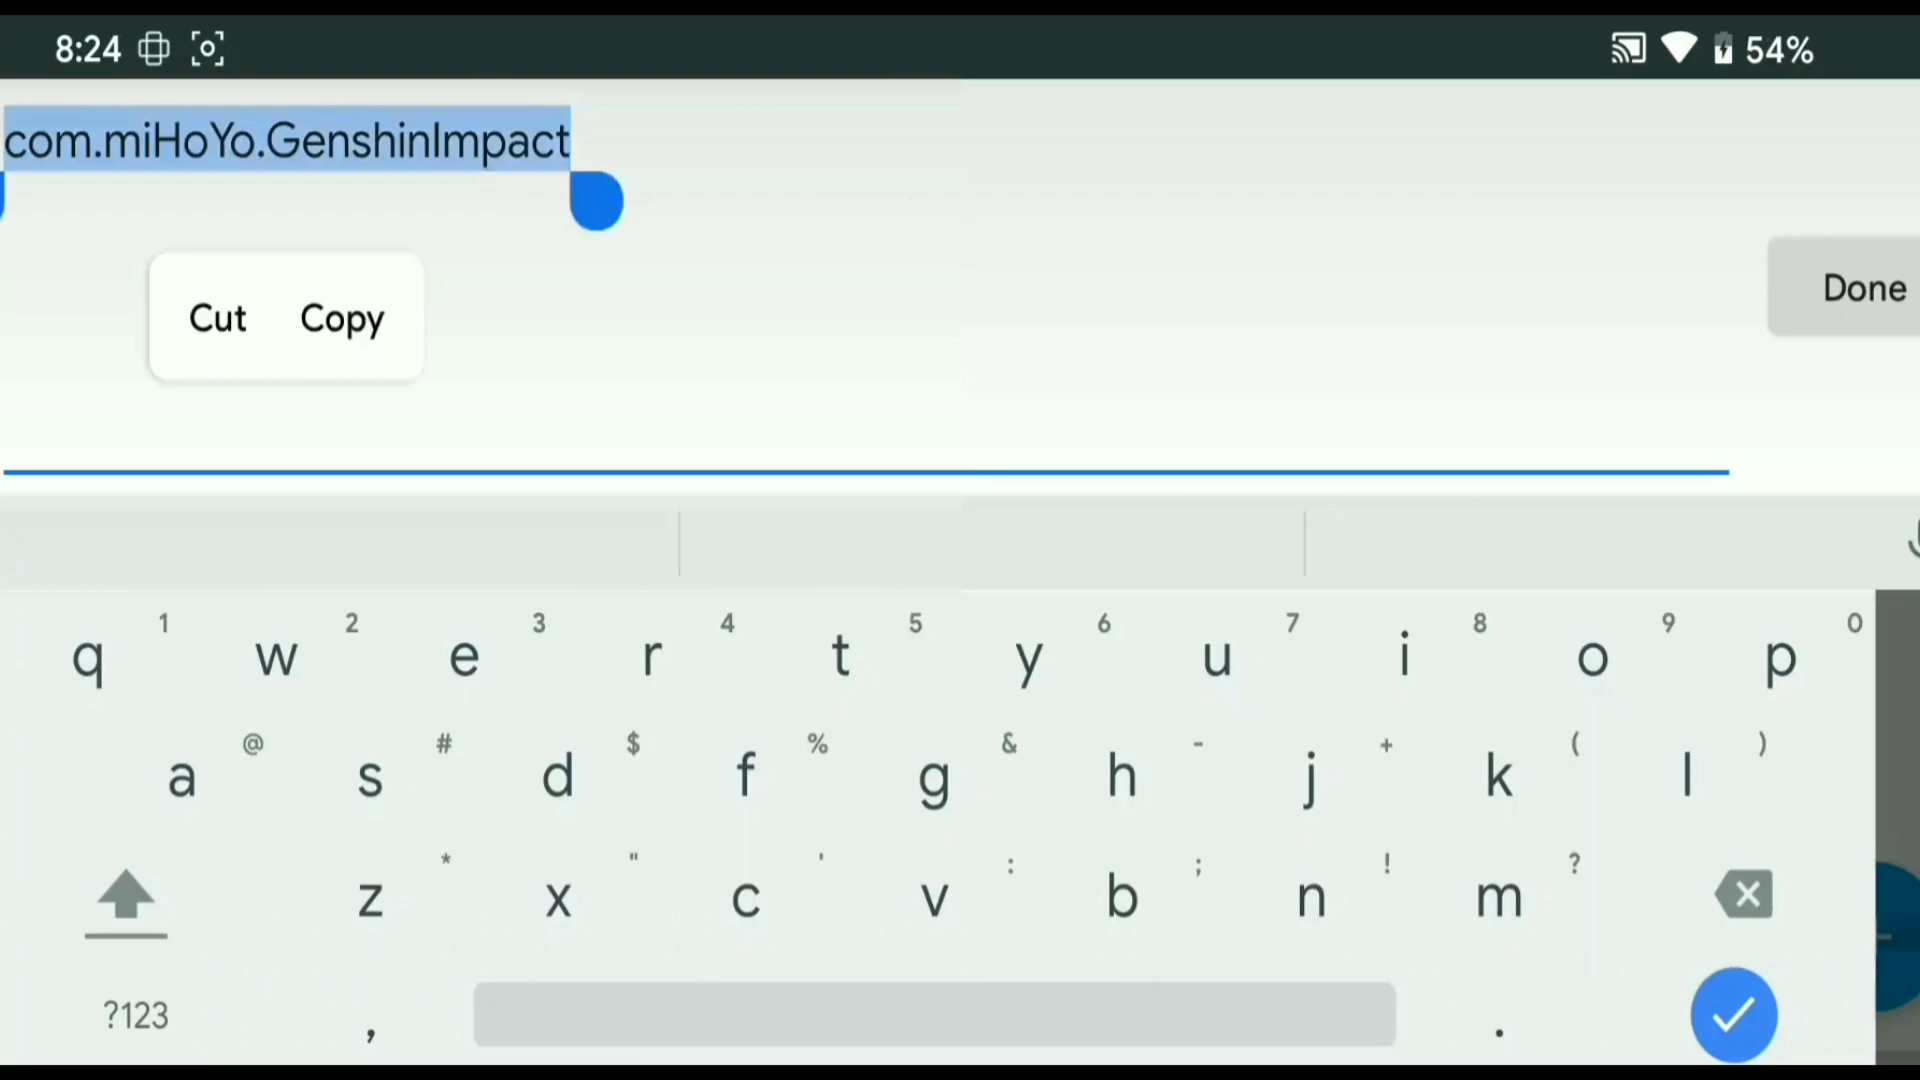 8:24
54%
com.miHoYo.GenshinImpact
Cut Copy
Done
1 2 3 4 5 6 7 8 9 0
q w e r t y u i o p
@ # $ % & - + ( )
a s d f g h j k l
* " ' : ; ! ?
z x c v b n m
?123 , .